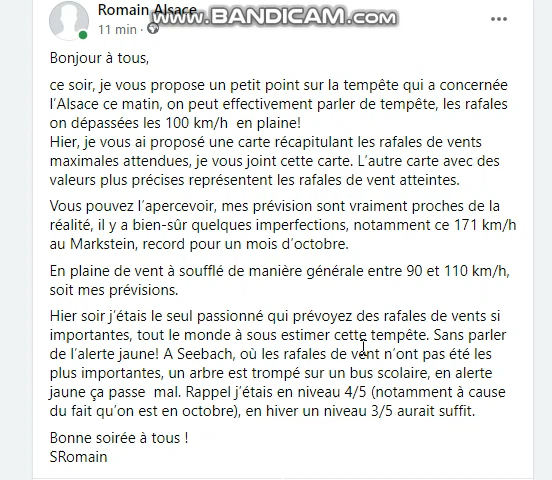 Romain Alsace
www.BANDICAM.com
11 min ·
Bonjour à tous,
ce soir, je vous propose un petit point sur la tempête qui a concernée
l'Alsace ce matin, on peut effectivement parler de tempête, les rafales
on dépassées les 100 km/h en plaine!
Hier, je vous ai proposé une carte récapitulant les rafales de vents
maximales attendues, je vous joint cette carte. L'autre carte avec des
valeurs plus précises représentent les rafales de vent atteintes.
Vous pouvez l'apercevoir, mes prévision sont vraiment proches de la
réalité, il y a bien-sûr quelques imperfections, notamment ce 171 km/h
au Markstein, record pour un mois d'octobre.
En plaine de vent à soufflé de manière générale entre 90 et 110 km/h,
soit mes prévisions.
Hier soir j'étais le seul passionné qui prévoyez des rafales de vents si
importantes, tout le monde à sous estimer cette tempête. Sans parler
de l'alerte jaune! A Seebach, où les rafales de vent n'ont pas été les
plus importantes, un arbre est trompé sur un bus scolaire, en alerte
jaune ça passe mal. Rappel j'étais en niveau 4/5 (notamment à cause
du fait qu'on est en octobre), en hiver un niveau 3/5 aurait suffit.
Bonne soirée à tous !
SRomain